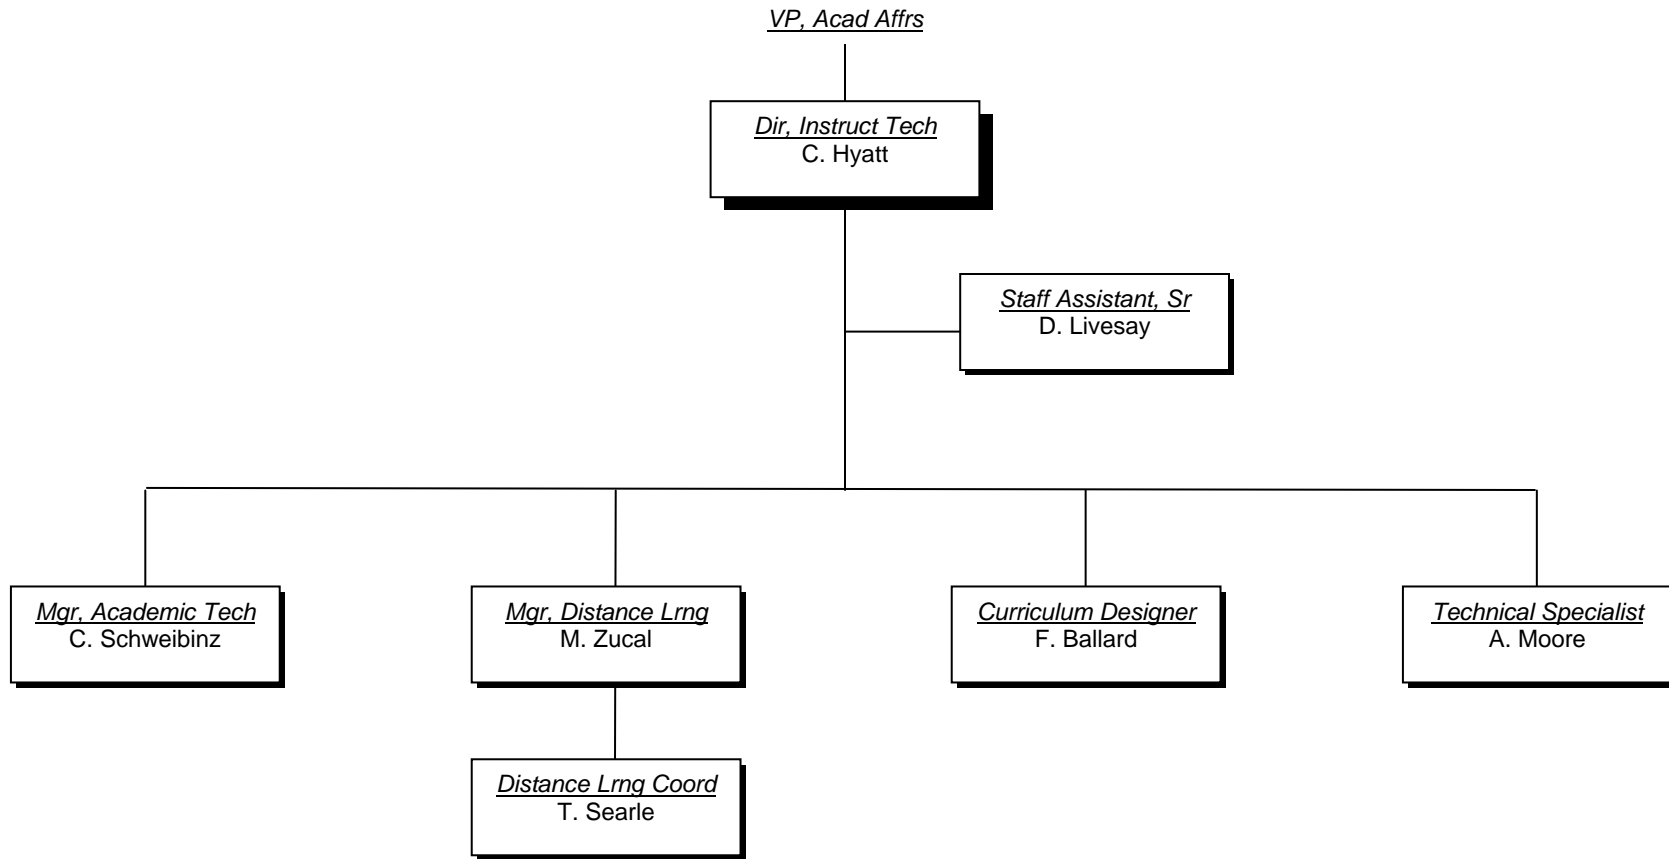 VP, Acad Affrs
Dir, Instruct Tech
C. Hyatt
Staff Assistant, Sr
D. Livesay
Mgr, Academic Tech
C. Schweibinz
Mgr, Distance Lrng
M. Zucal
Curriculum Designer
F. Ballard
Technical Specialist
A. Moore
Distance Lrng Coord
T. Searle